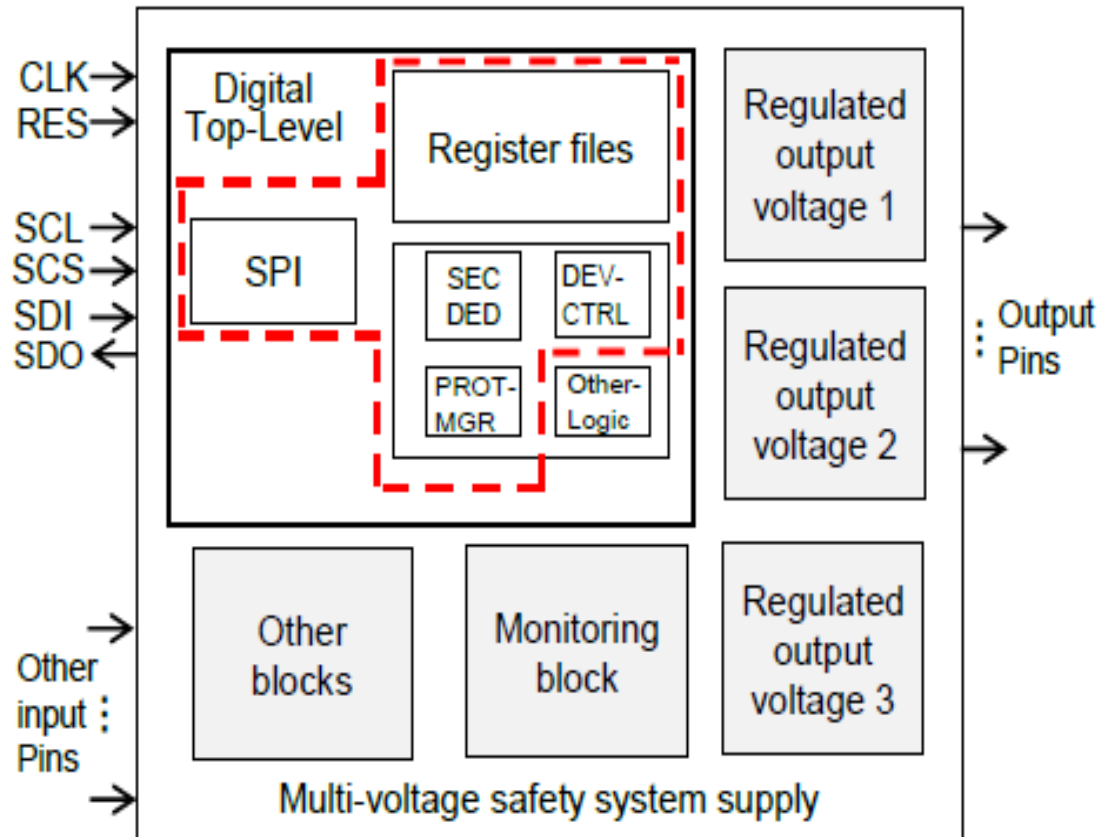 CLK
RES
SCL
SCS
SDI
SDO
Other
input
Pins
Digital
Top-Level
Register files
SPI
SEC
DED
DEV-
CTRL
PROT-
MGR
Other-
Logic
Regulated
output
voltage 1
Regulated
output
voltage 2
Regulated
output
voltage 3
Output
Pins
Other
blocks
Monitoring
block
Multi-voltage safety system supply